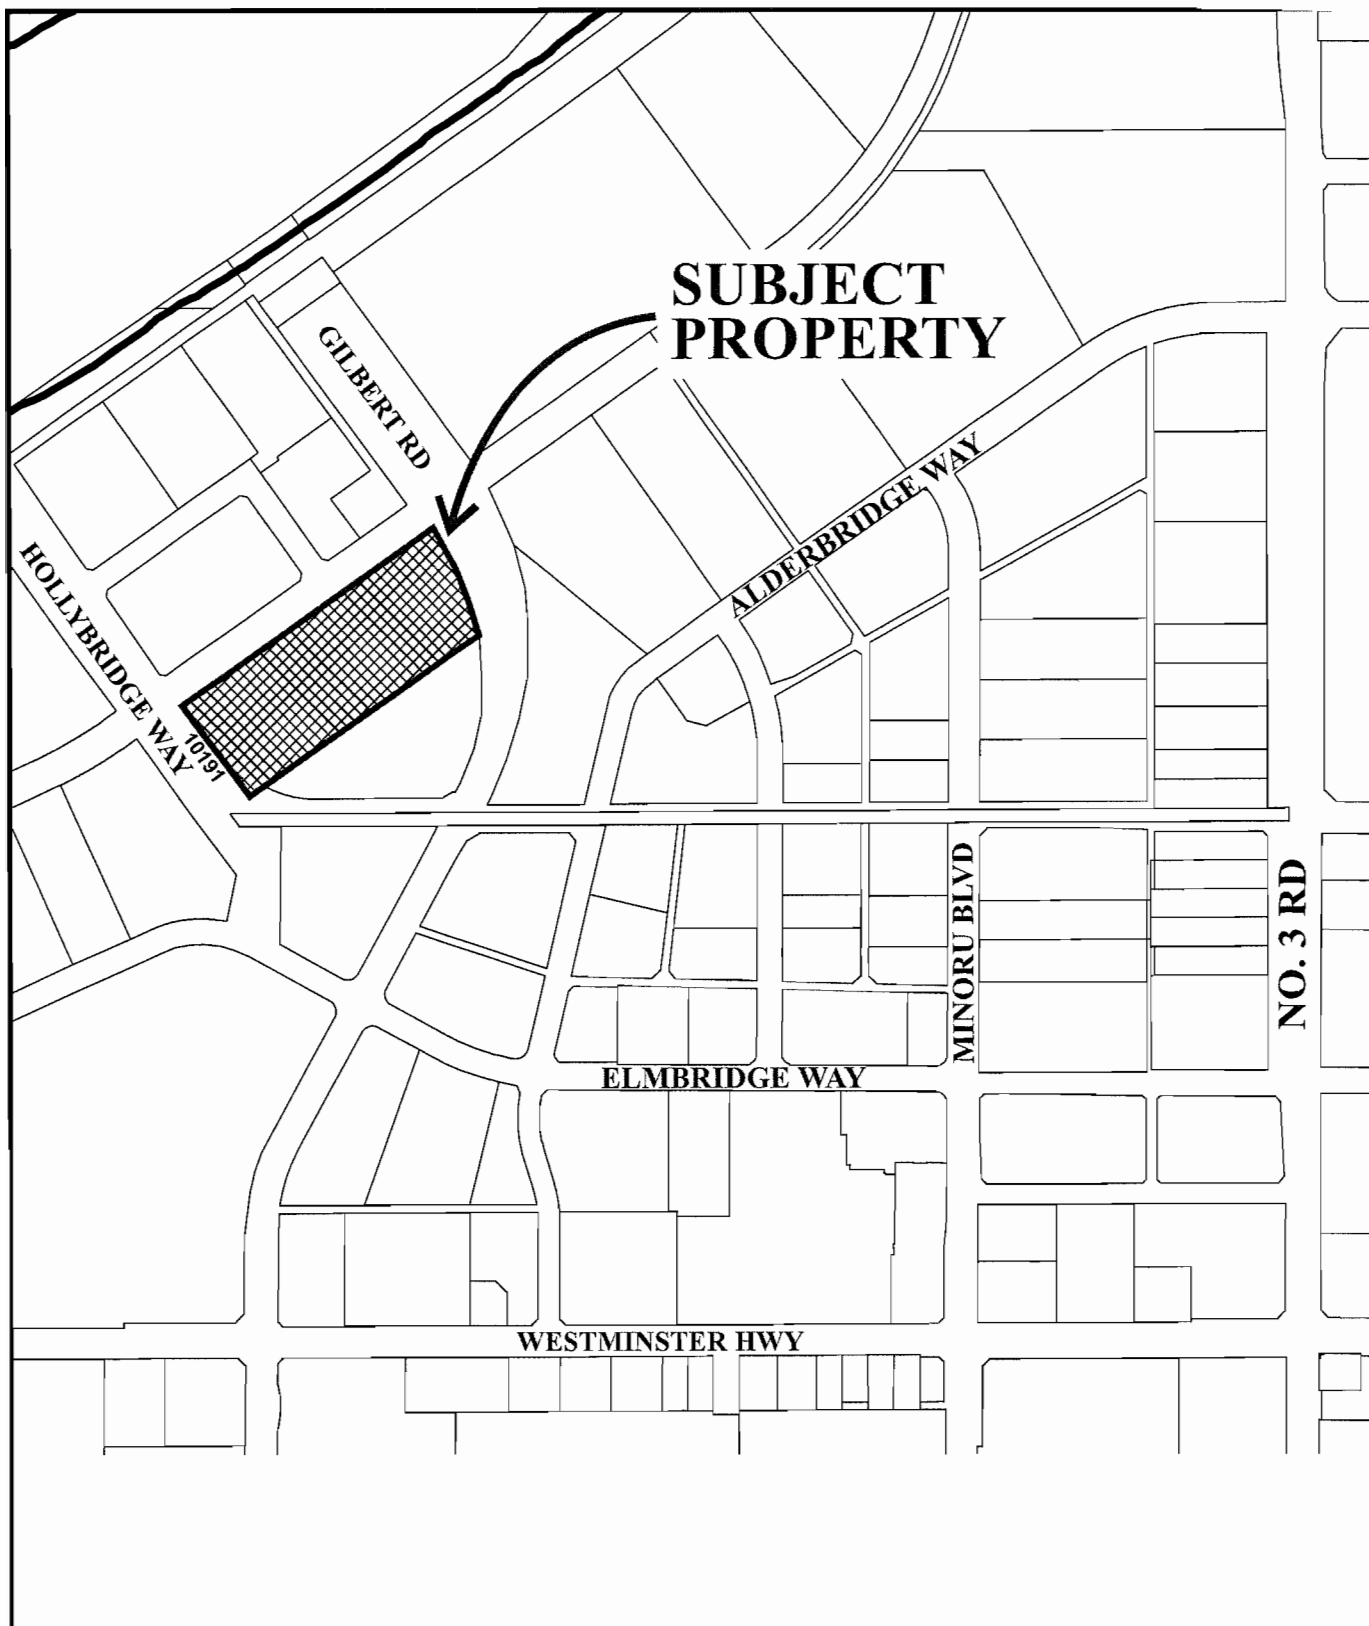 SUBJECT
PROPERTY
GILBERT RD
ALDERBRIDGE WAY
HOLLYBRIDGE WAY
10191
MINORU BLVD
NO. 3 RD
ELMBRIDGE WAY
WESTMINSTER HWY